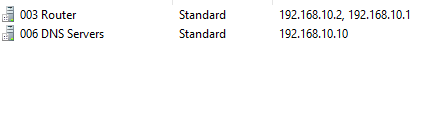 003 Router Standard 192.168.10.2, 192.168.10.1
006 DNS Servers Standard 192.168.10.10